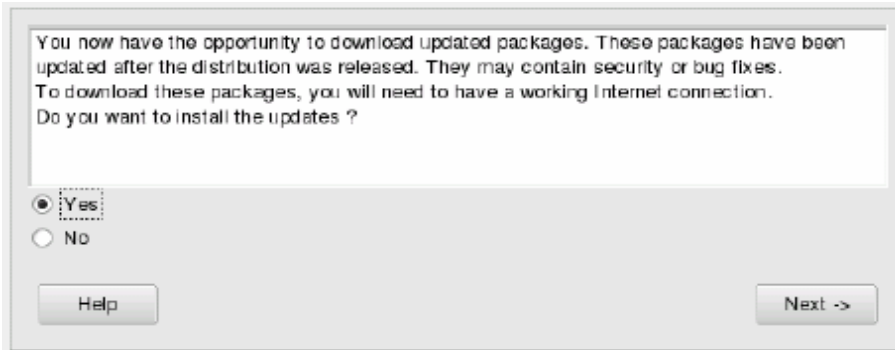 You now have the opportunity to download updated packages. These packages have been
updated after the distribution was released. They may contain security or bug fixes.
To download these packages, you will need to have a working Internet connection.
Do you want to install the updates ?
Yes
No
Help
Next ->